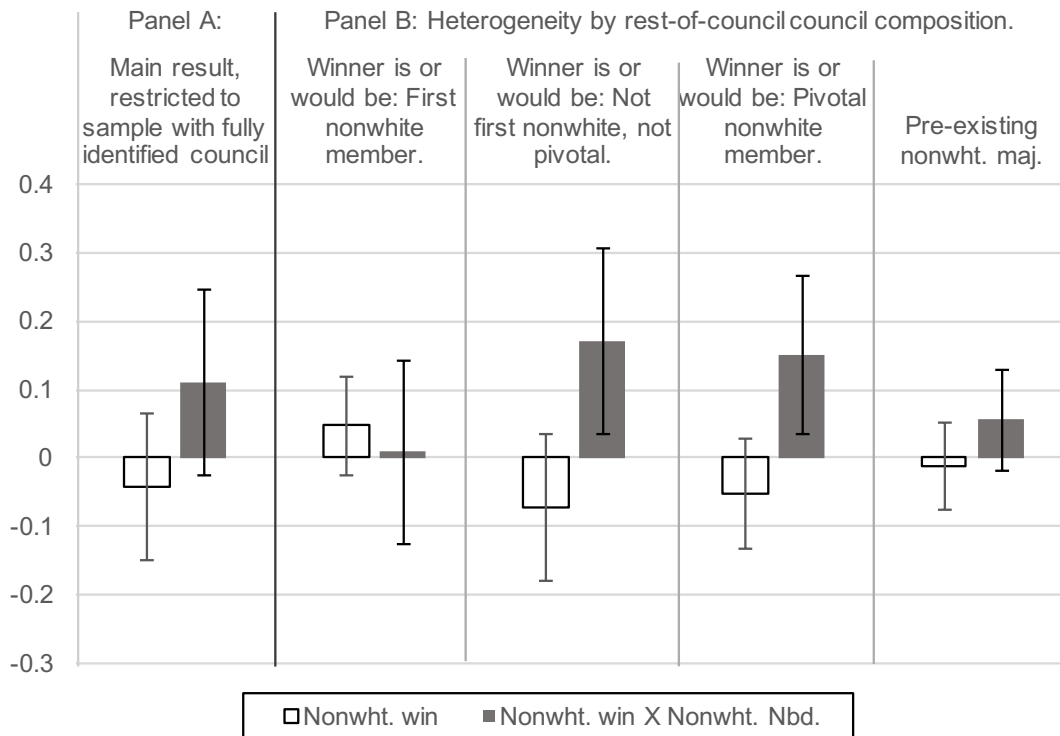 Panel A:
Panel B: Heterogeneity by rest-of-council council composition.
Main result,
restricted to
sample with fully
identified council
Winner is or
would be: First
nonwhite
member.
Winner is or
would be: Not
first nonwhite, not
pivotal.
Winner is or
would be: Pivotal
nonwhite
member.
Pre-existing
nonwht. maj.
0.4
0.3
0.2
0.1
0
-0.1
-0.2
-0.3
Nonwht. win
Nonwht. win X Nonwht. Nbd.